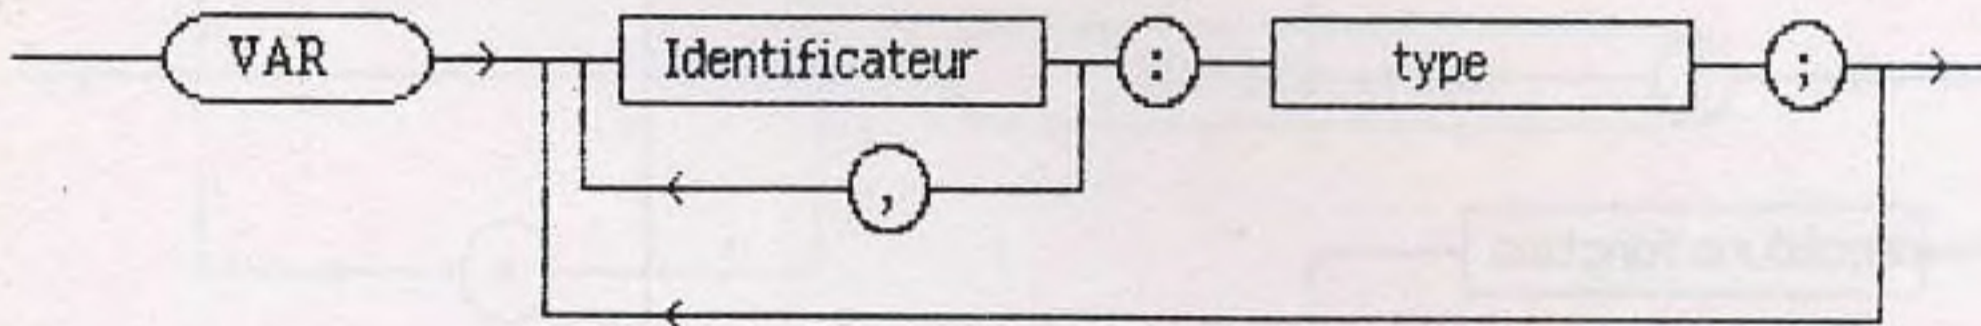 VAR Identificateur : type ;
,